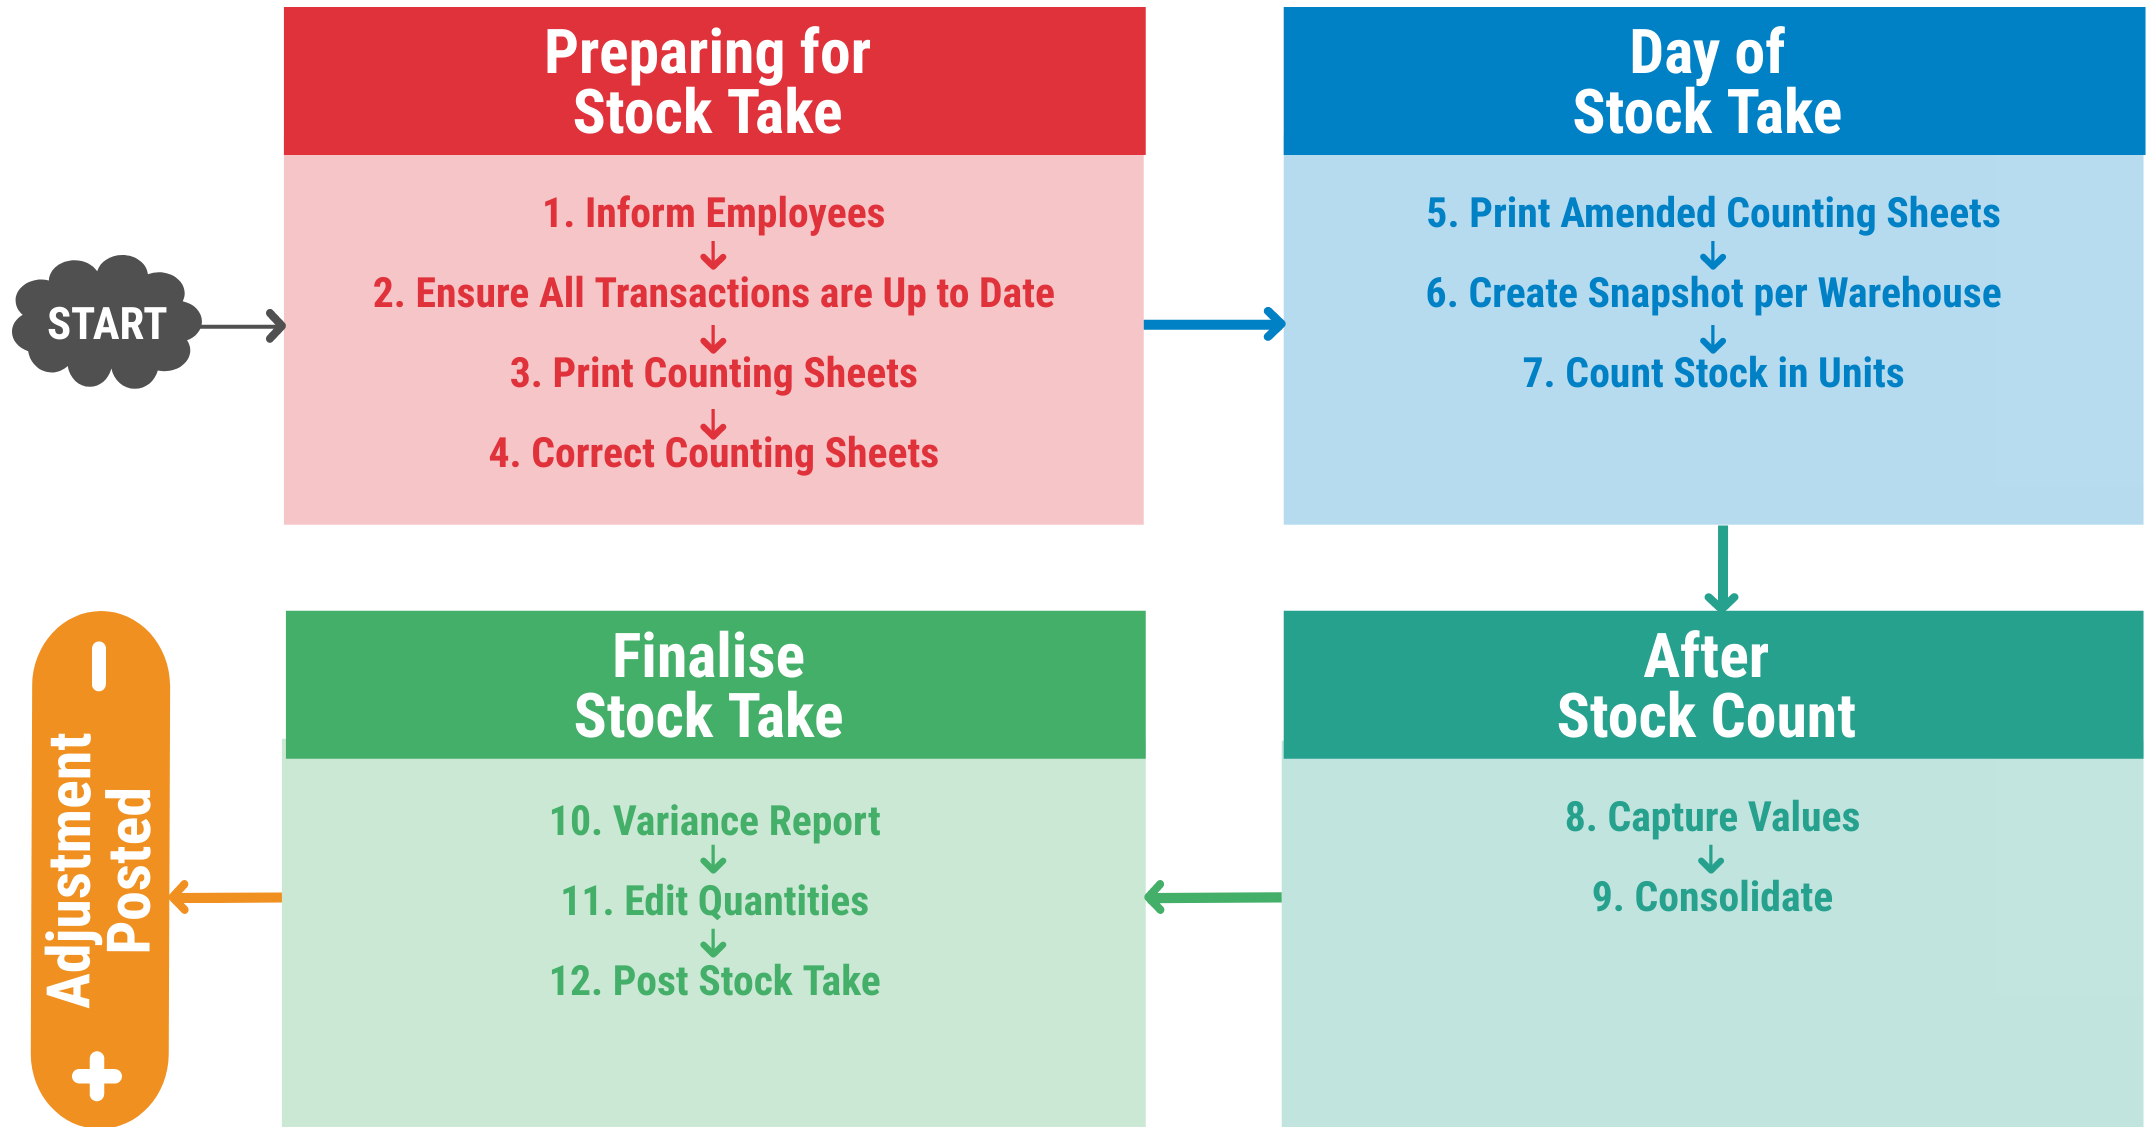 START
Preparing for
Stock Take
1. Inform Employees
2. Ensure All Transactions are Up to Date
3. Print Counting Sheets
4. Correct Counting Sheets
Day of
Stock Take
5. Print Amended Counting Sheets
6. Create Snapshot per Warehouse
7. Count Stock in Units
After
Stock Count
8. Capture Values
9. Consolidate
Finalise
Stock Take
10. Variance Report
11. Edit Quantities
12. Post Stock Take
Adjustment
Posted